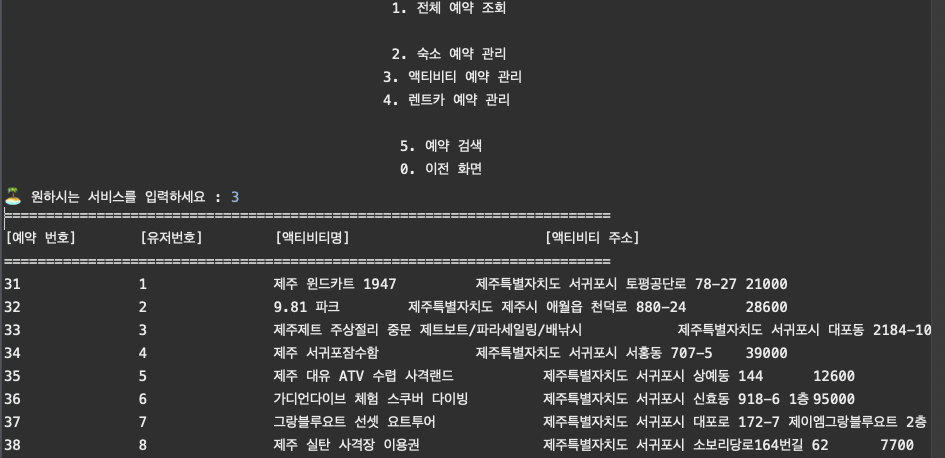 1. 전체 예약 조회
2. 숙소 예약 관리
3. 액티비티 예약 관리
4. 렌트카 예약 관리
5. 예약 검색
0. 이전 화면
🏝️ 원하시는 서비스를 입력하세요 : 3
=========================================================================
[예약 번호] [유저번호] [액티비티명] [액티비티 주소]
=========================================================================
31 1 제주 윈드카트 1947 제주특별자치도 서귀포시 토평공단로 78-27 21000
32 2 9.81 파크 제주특별자치도 제주시 애월읍 천덕로 880-24 28600
33 3 제주제트 주상절리 중문 제트보트/파라세일링/배낚시 제주특별자치도 서귀포시 대포동 2184-10
34 4 제주 서귀포잠수함 제주특별자치도 서귀포시 서홍동 707-5 39000
35 5 제주 대유 ATV 수렵 사격랜드 제주특별자치도 서귀포시 상예동 144 12600
36 6 가디언다이브 체험 스쿠버 다이빙 제주특별자치도 서귀포시 신효동 918-6 1층 95000
37 7 그랑블루요트 선셋 요트투어 제주특별자치도 서귀포시 대포로 172-7 제이엠그랑블루요트 2층
38 8 제주 실탄 사격장 이용권 제주특별자치도 서귀포시 소보리당로164번길 62 7700